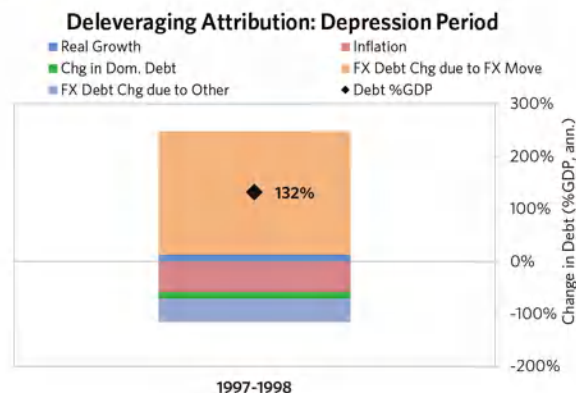 Deleveraging Attribution: Depression Period
Real Growth
Inflation
Chg in Dom. Debt
FX Debt Chg due to FX Move
FX Debt Chg due to Other
Debt %GDP
300%
200%
100%
0%
-100%
-200%
Change in Debt (%GDP, ann.)
132%
1997-1998